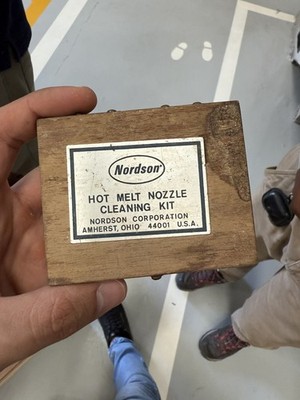 Nordson®
HOT MELT NOZZLE
CLEANING KIT
NORDSON CORPORATION
AMHERST, OHIO 44001 U.S.A.